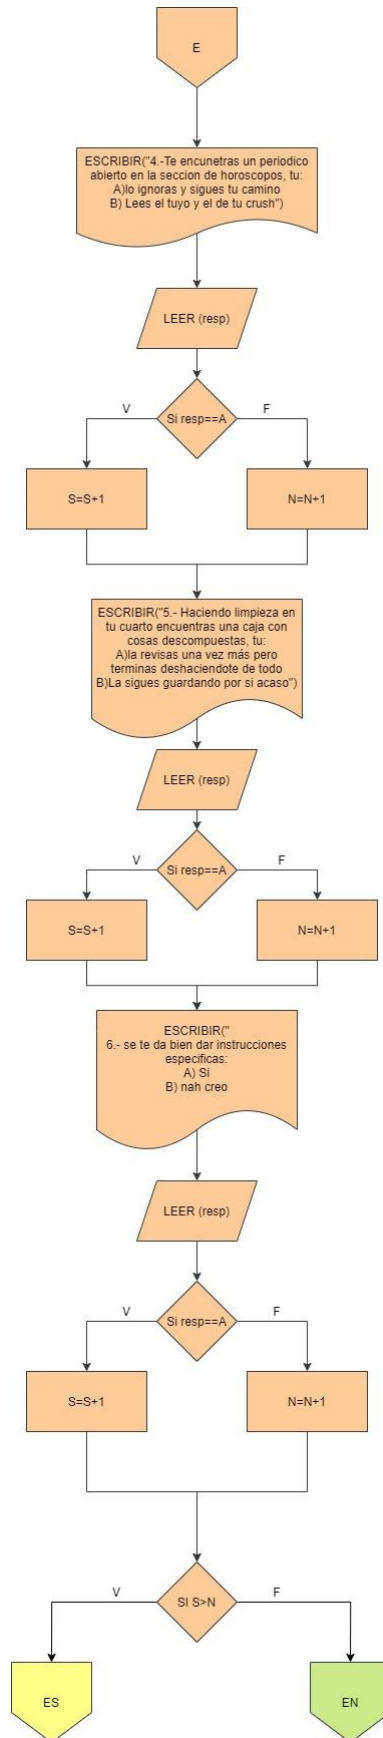 E
ESCRIBIR("4.-Te encunetras un periodico
abierto en la seccion de horoscopos, tu:
A)lo ignoras y sigues tu camino
B) Lees el tuyo y el de tu crush")
LEER (resp)
Si resp==A
V
F
S=S+1
N=N+1
ESCRIBIR("5.- Haciendo limpieza en
tu cuarto encuentras una caja con
cosas descompuestas, tu:
A)la revisas una vez más pero
terminas deshaciendote de todo
B)La sigues guardando por si acaso")
LEER (resp)
Si resp==A
V
F
S=S+1
N=N+1
ESCRIBIR("
6.- se te da bien dar instrucciones
especificas:
A) Si
B) nah creo
LEER (resp)
Si resp==A
V
F
S=S+1
N=N+1
SI S>N
V
F
ES
EN